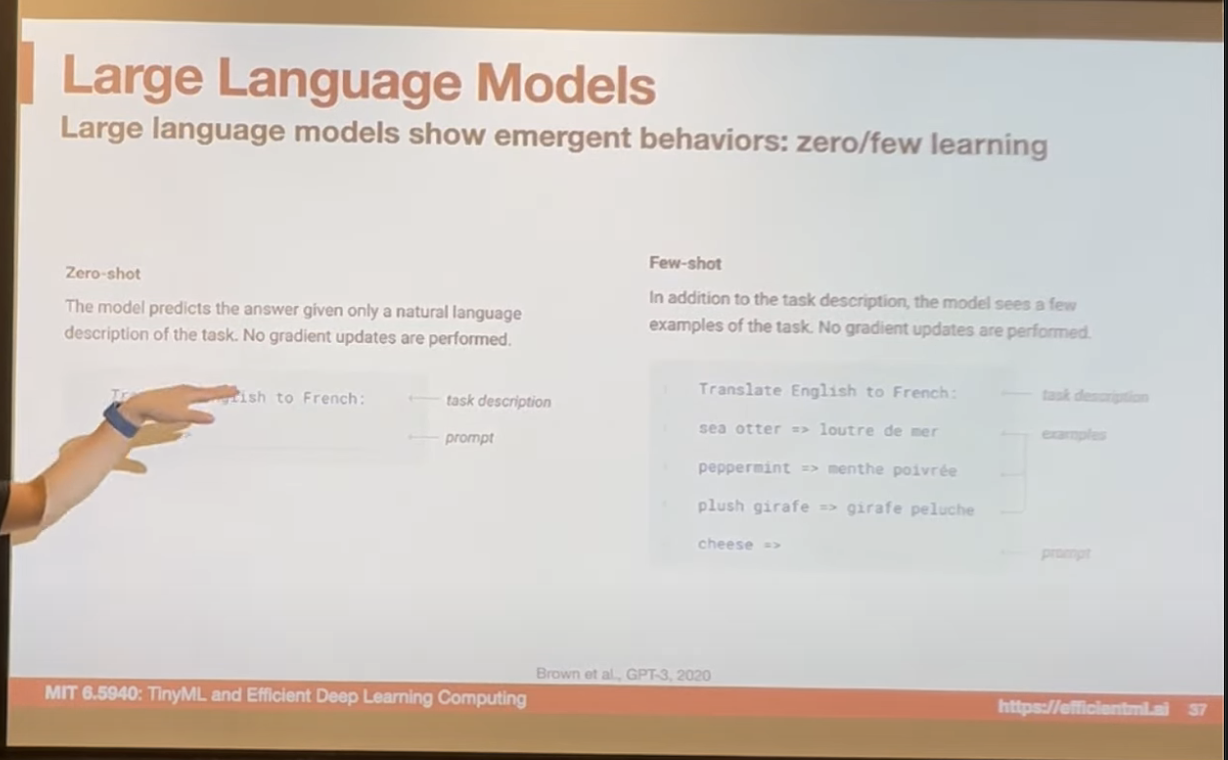 Large Language Models
Large language models show emergent behaviors: zero/few learning
Zero-shot
The model predicts the answer given only a natural language
description of the task. No gradient updates are performed.
glish to French:
task description
prompt
Few-shot
In addition to the task description, the model sees a few
examples of the task. No gradient updates are performed.
Translate English to French:
task description
sea otter => loutre de mer
examples
peppermint => menthe poivrée
plush girafe => girafe peluche
cheese =>
prompt
Brown et al., GPT-3, 2020
MIT 6.5940: TinyML and Efficient Deep Learning Computing
https://efficientml.ai 37